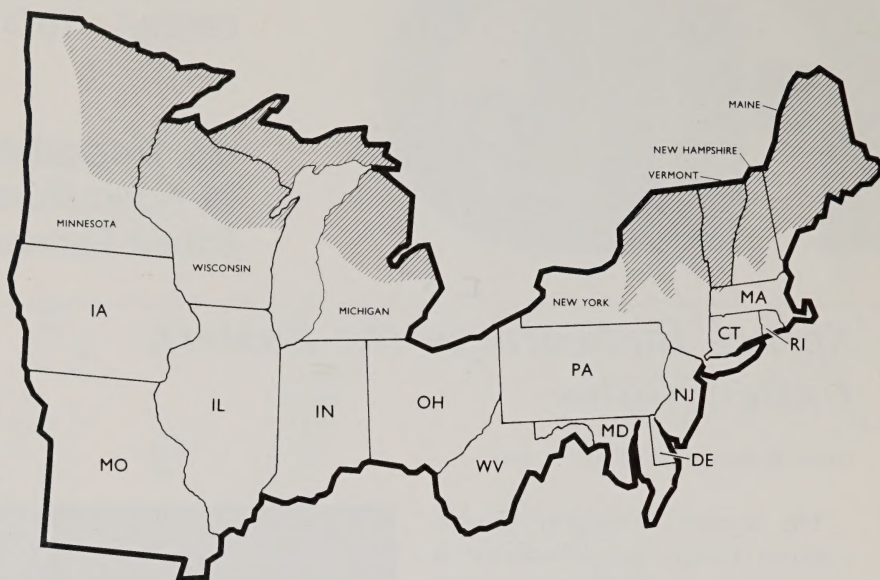 MAINE
NEW HAMPSHIRE
VERMONT
MINNESOTA
WISCONSIN
MICHIGAN
NEW YORK
IA
MA
CT
RI
PA
NJ
IL
IN
OH
MO
WV
MD
DE